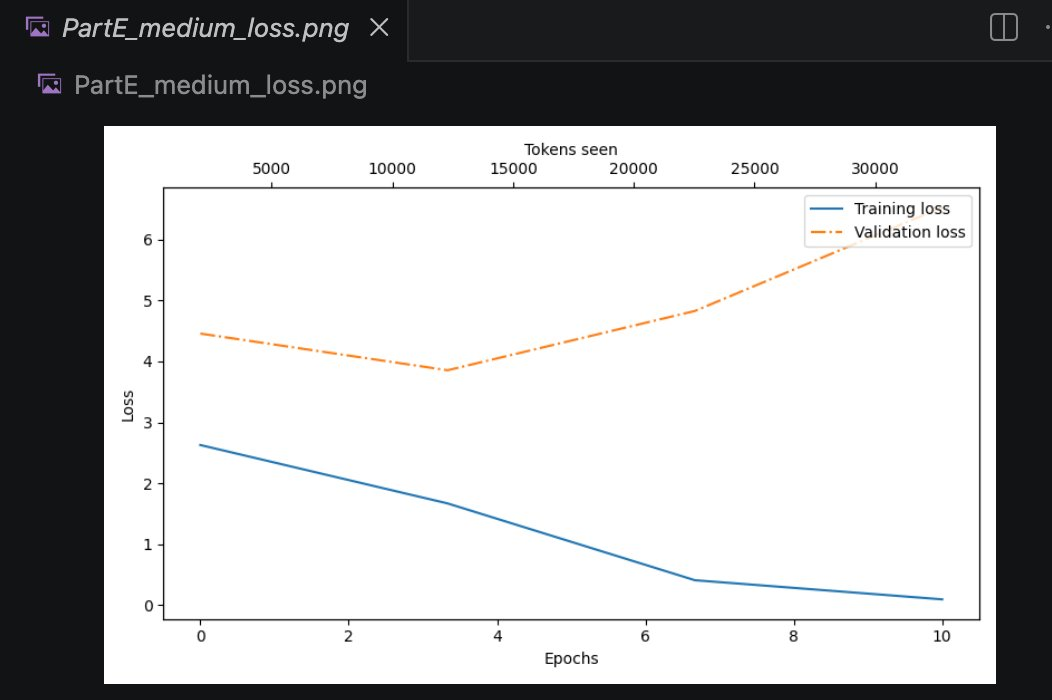 PartE_medium_loss.png
PartE_medium_loss.png
Tokens seen
5000 10000 15000 20000 25000 30000
Training loss
Validation loss
6
5
4
3
2
1
0
Loss
0 2 4 6 8 10
Epochs